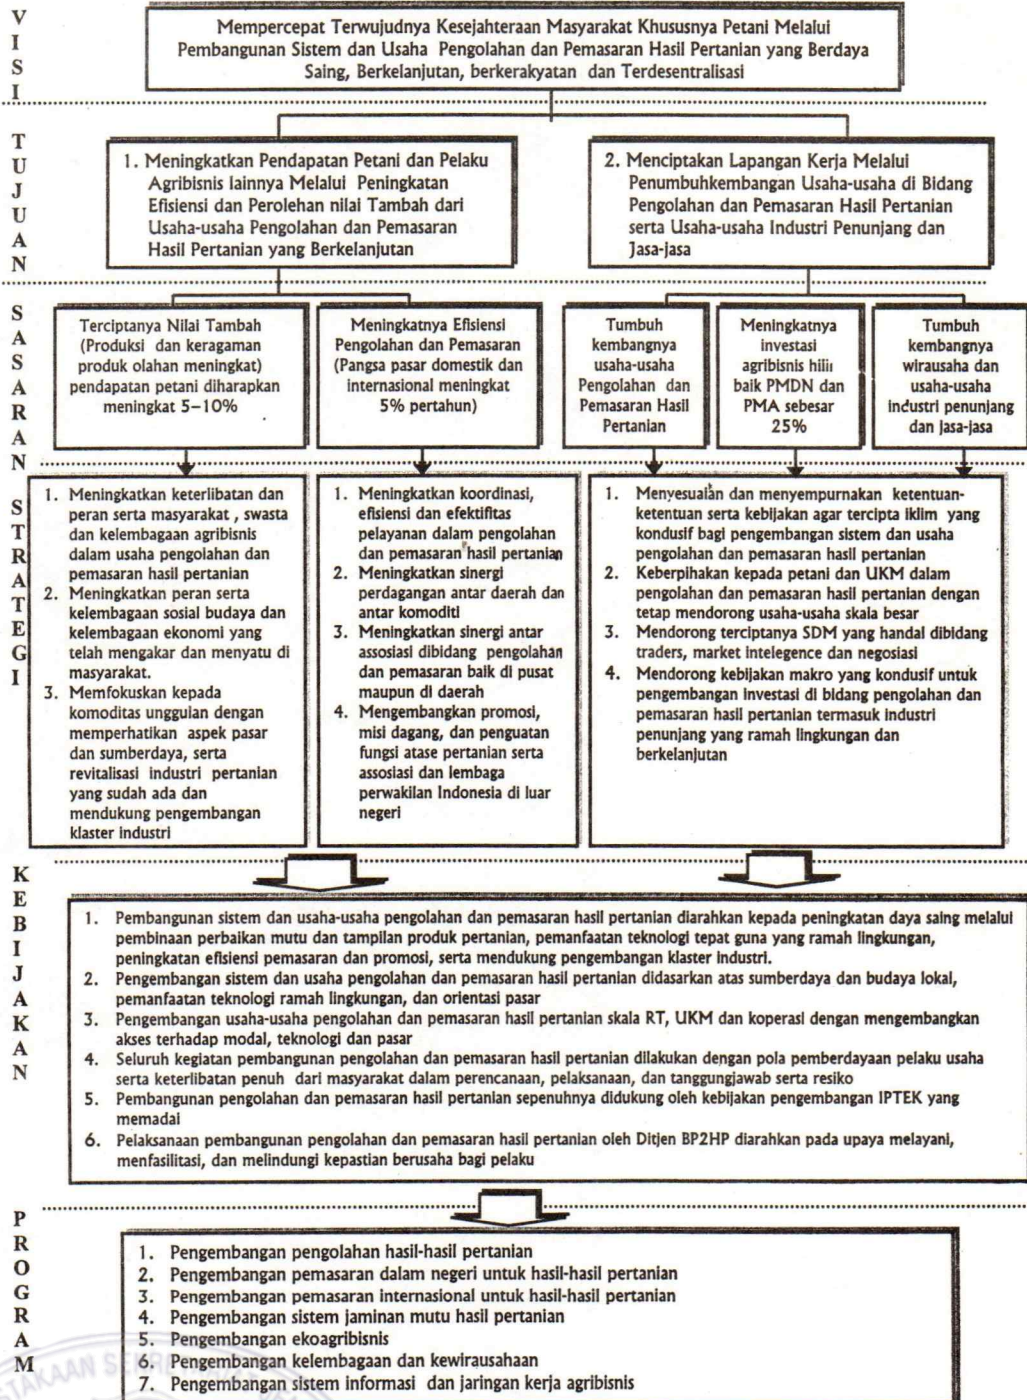 VISI
Mempercepat Terwujudnya Kesejahteraan Masyarakat Khususnya Petani Melalui
Pembangunan Sistem dan Usaha Pengolahan dan Pemasaran Hasil Pertanian yang Berdaya
Saing, Berkelanjutan, berkerakyatan dan Terdesentralisasi
TUJUAN
1. Meningkatkan Pendapatan Petani dan Pelaku
Agribisnis lainnya Melalui Peningkatan
Efisiensi dan Perolehan nilai Tambah dari
Usaha-usaha Pengolahan dan Pemasaran
Hasil Pertanian yang Berkelanjutan
2. Menciptakan Lapangan Kerja Melalui
Penumbuhkembangan Usaha-usaha di Bidang
Pengolahan dan Pemasaran Hasil Pertanian
serta Usaha-usaha Industri Penunjang dan
Jasa-jasa
SASARAN
Terciptanya Nilai Tambah
(Produksi dan keragaman
produk olahan meningkat)
pendapatan petani diharapkan
meningkat 5–10%
Meningkatnya Efisiensi
Pengolahan dan Pemasaran
(Pangsa pasar domestik dan
internasional meningkat
5% pertahun)
Tumbuh
kembangnya
usaha-usaha
Pengolahan dan
Pemasaran Hasil
Pertanian
Meningkatnya
investasi
agribisnis hilir
baik PMDN dan
PMA sebesar
25%
Tumbuh
kembangnya
wirausaha dan
usaha-usaha
industri penunjang
dan Jasa-jasa
STRATEGI
1. Meningkatkan keterlibatan dan
peran serta masyarakat , swasta
dan kelembagaan agribisnis
dalam usaha pengolahan dan
pemasaran hasil pertanian
2. Meningkatkan peran serta
kelembagaan sosial budaya dan
kelembagaan ekonomi yang
telah mengakar dan menyatu di
masyarakat.
3. Memfokuskan kepada
komoditas unggulan dengan
memperhatikan aspek pasar
dan sumberdaya, serta
revitalisasi industri pertanian
yang sudah ada dan
mendukung pengembangan
klaster industri
1. Meningkatkan koordinasi,
efisiensi dan efektifitas
pelayanan dalam pengolahan
dan pemasaran hasil pertanian
2. Meningkatkan sinergi
perdagangan antar daerah dan
antar komoditi
3. Meningkatkan sinergi antar
assosiasi dibidang pengolahan
dan pemasaran baik di pusat
maupun di daerah
4. Mengembangkan promosi,
misi dagang, dan penguatan
fungsi atase pertanian serta
assosiasi dan lembaga
perwakilan Indonesia di luar
negeri
1. Menyesuaian dan menyempurnakan ketentuan-
ketentuan serta kebijakan agar tercipta iklim yang
kondusif bagi pengembangan sistem dan usaha
pengolahan dan pemasaran hasil pertanian
2. Keberpihakan kepada petani dan UKM dalam
pengolahan dan pemasaran hasil pertanian dengan
tetap mendorong usaha-usaha skala besar
3. Mendorong terciptanya SDM yang handal dibidang
traders, market intelegence dan negosiasi
4. Mendorong kebijakan makro yang kondusif untuk
pengembangan investasi di bidang pengolahan dan
pemasaran hasil pertanian termasuk industri
penunjang yang ramah lingkungan dan
berkelanjutan
KEBIJAKAN
1. Pembangunan sistem dan usaha-usaha pengolahan dan pemasaran hasil pertanian diarahkan kepada peningkatan daya saing melalui
pembinaan perbaikan mutu dan tampilan produk pertanian, pemanfaatan teknologi tepat guna yang ramah lingkungan,
peningkatan efisiensi pemasaran dan promosi, serta mendukung pengembangan klaster industri.
2. Pengembangan sistem dan usaha pengolahan dan pemasaran hasil pertanian didasarkan atas sumberdaya dan budaya lokal,
pemanfaatan teknologi ramah lingkungan, dan orientasi pasar
3. Pengembangan usaha-usaha pengolahan dan pemasaran hasil pertanian skala RT, UKM dan koperasi dengan mengembangkan
akses terhadap modal, teknologi dan pasar
4. Seluruh kegiatan pembangunan pengolahan dan pemasaran hasil pertanian dilakukan dengan pola pemberdayaan pelaku usaha
serta keterlibatan penuh dari masyarakat dalam perencanaan, pelaksanaan, dan tanggungjawab serta resiko
5. Pembangunan pengolahan dan pemasaran hasil pertanian sepenuhnya didukung oleh kebijakan pengembangan IPTEK yang
memadai
6. Pelaksanaan pembangunan pengolahan dan pemasaran hasil pertanian oleh Ditjen BP2HP diarahkan pada upaya melayani,
menfasilitasi, dan melindungi kepastian berusaha bagi pelaku
PROGRAM
1. Pengembangan pengolahan hasil-hasil pertanian
2. Pengembangan pemasaran dalam negeri untuk hasil-hasil pertanian
3. Pengembangan pemasaran internasional untuk hasil-hasil pertanian
4. Pengembangan sistem jaminan mutu hasil pertanian
5. Pengembangan ekoagribisnis
6. Pengembangan kelembagaan dan kewirausahaan
7. Pengembangan sistem informasi dan jaringan kerja agribisnis